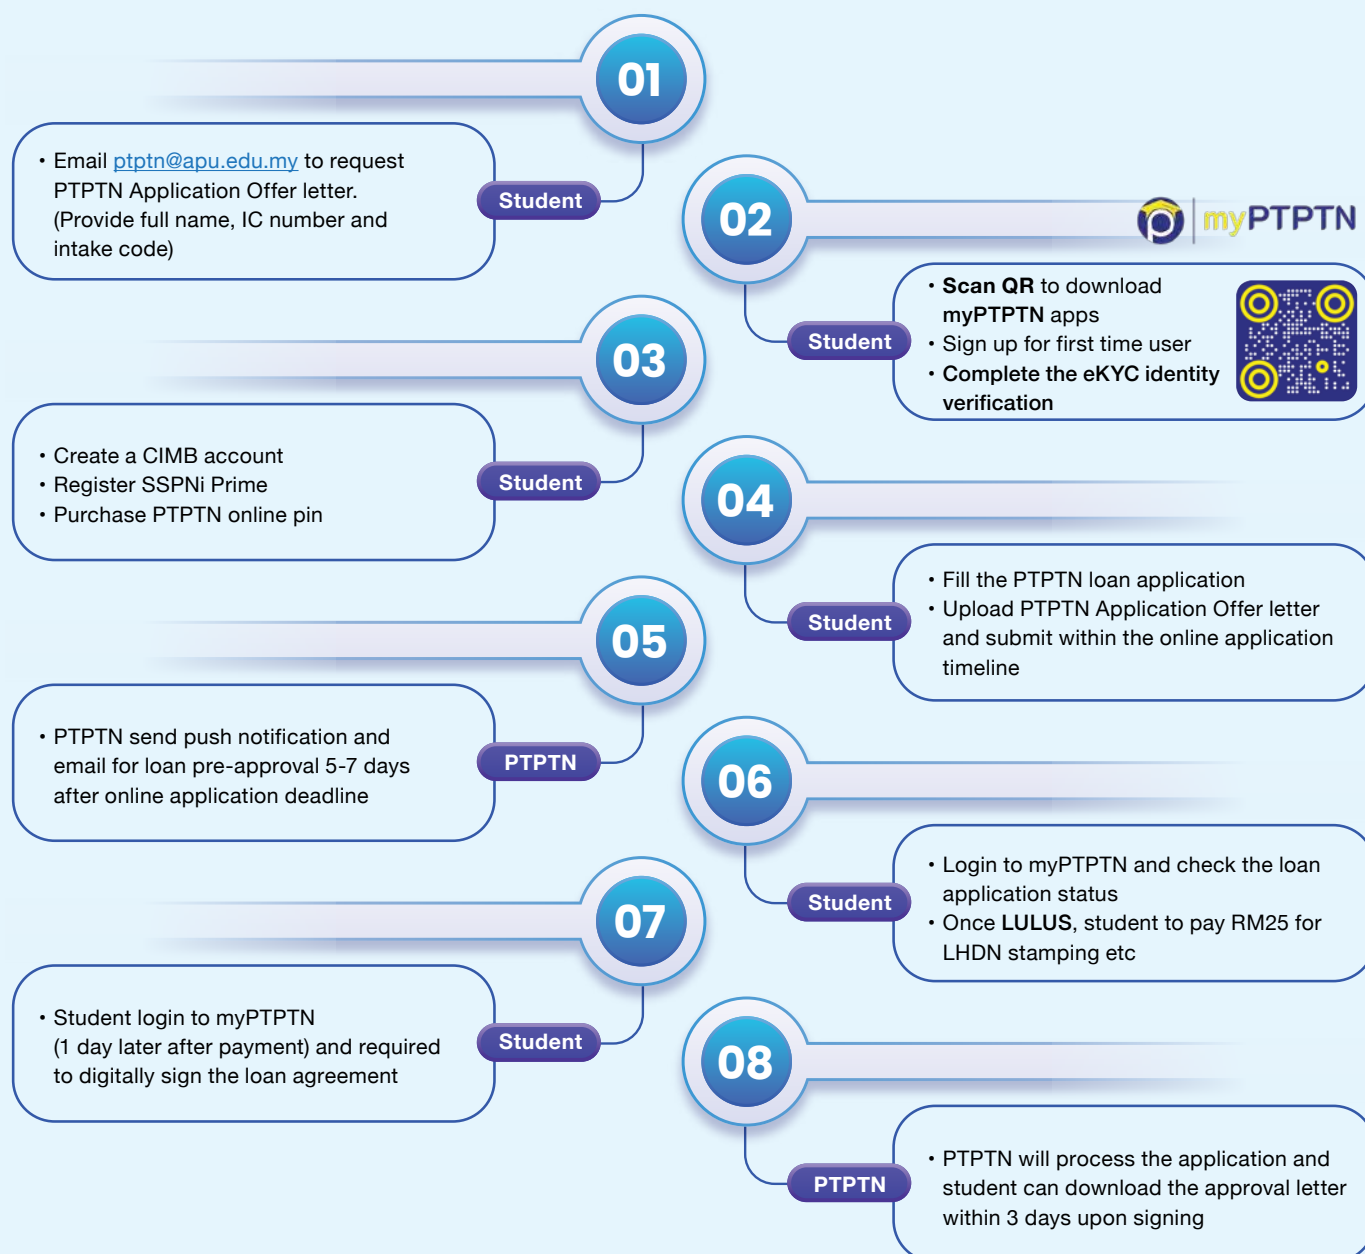 01
• Email ptptn@apu.edu.my to request
PTPTN Application Offer letter.
(Provide full name, IC number and
intake code)
Student
02
myPTPTN
• Scan QR to download
myPTPTN apps
• Sign up for first time user
• Complete the eKYC identity
verification
Student
03
• Create a CIMB account
• Register SSPNi Prime
• Purchase PTPTN online pin
Student
04
• Fill the PTPTN loan application
• Upload PTPTN Application Offer letter
and submit within the online application
timeline
Student
05
• PTPTN send push notification and
email for loan pre-approval 5-7 days
after online application deadline
PTPTN
06
• Login to myPTPTN and check the loan
application status
• Once LULUS, student to pay RM25 for
LHDN stamping etc
Student
07
• Student login to myPTPTN
(1 day later after payment) and required
to digitally sign the loan agreement
Student
08
• PTPTN will process the application and
student can download the approval letter
within 3 days upon signing
PTPTN